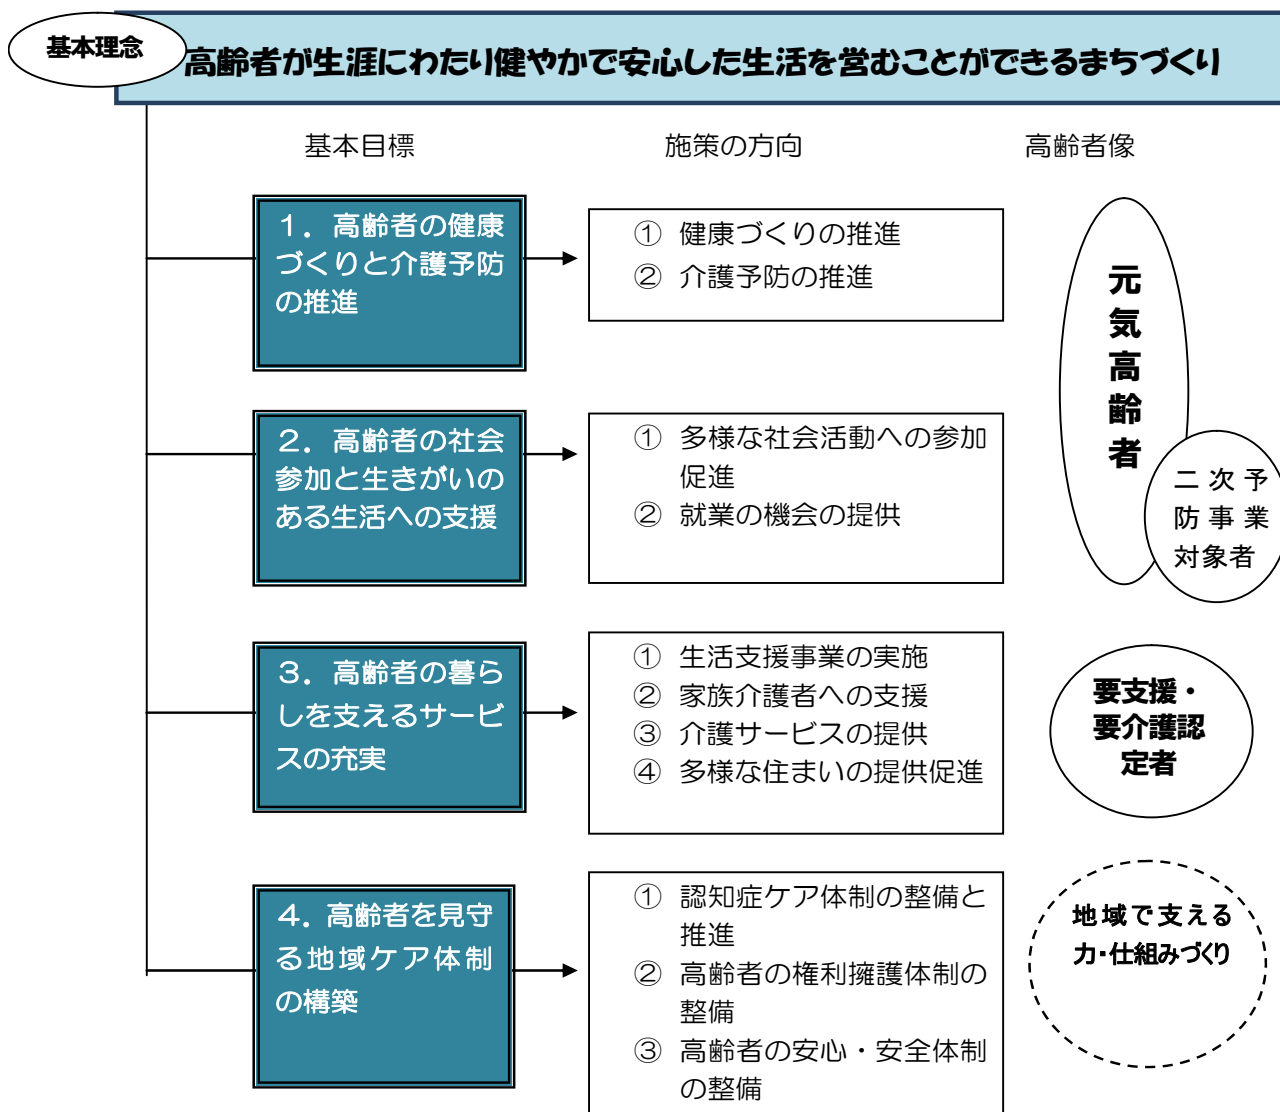 基本理念
高齢者が生涯にわたり健やかで安心した生活を営むことができるまちづくり
基本目標
施策の方向
高齢者像
１．高齢者の健康
づくりと介護予防
の推進
① 健康づくりの推進
② 介護予防の推進
元気高齢者
２．高齢者の社会
参加と生きがいの
ある生活への支援
① 多様な社会活動への参加
促進
② 就業の機会の提供
二次予
防事業
対象者
３．高齢者の暮ら
しを支えるサービ
スの充実
① 生活支援事業の実施
② 家族介護者への支援
③ 介護サービスの提供
④ 多様な住まいの提供促進
要支援・
要介護認
定者
４．高齢者を見守
る地域ケア体制
の構築
① 認知症ケア体制の整備と
推進
② 高齢者の権利擁護体制の
整備
③ 高齢者の安心・安全体制
の整備
地域で支える
力・仕組みづくり